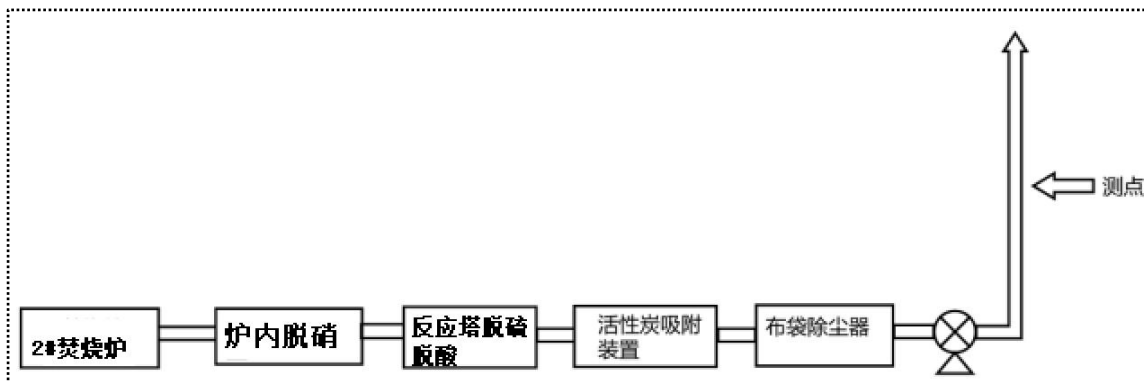 测点
2#焚烧炉
炉内脱硝
反应塔脱硫
脱酸
活性炭吸附
装置
布袋除尘器